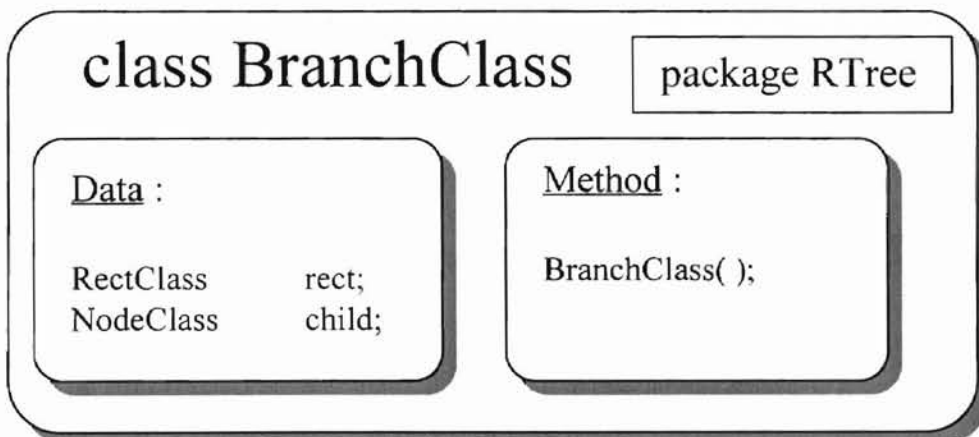 class BranchClass
package RTree
Data :
RectClass rect;
NodeClass child;
Method :
BranchClass( );